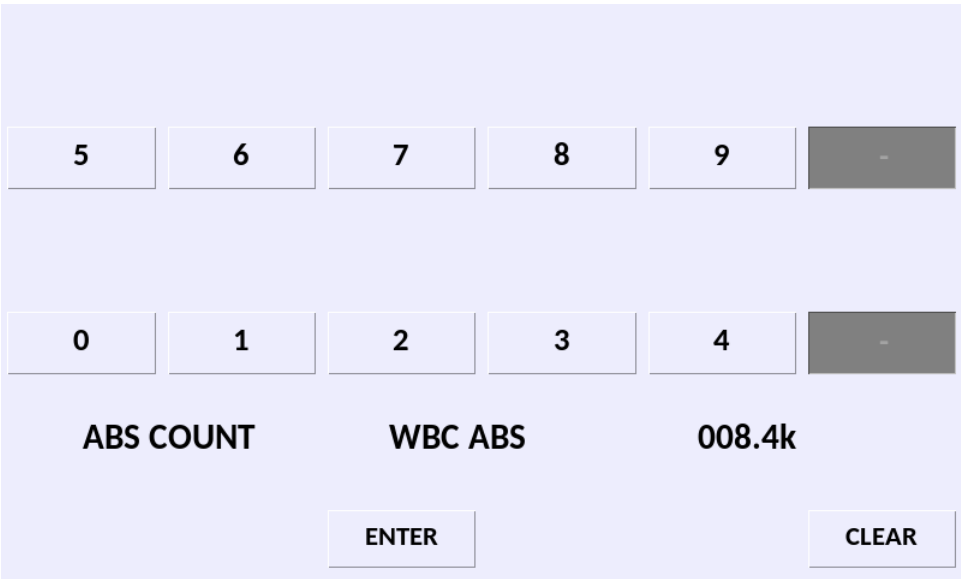 5 6 7 8 9 -
0 1 2 3 4 -
ABS COUNT WBC ABS 008.4k
ENTER CLEAR